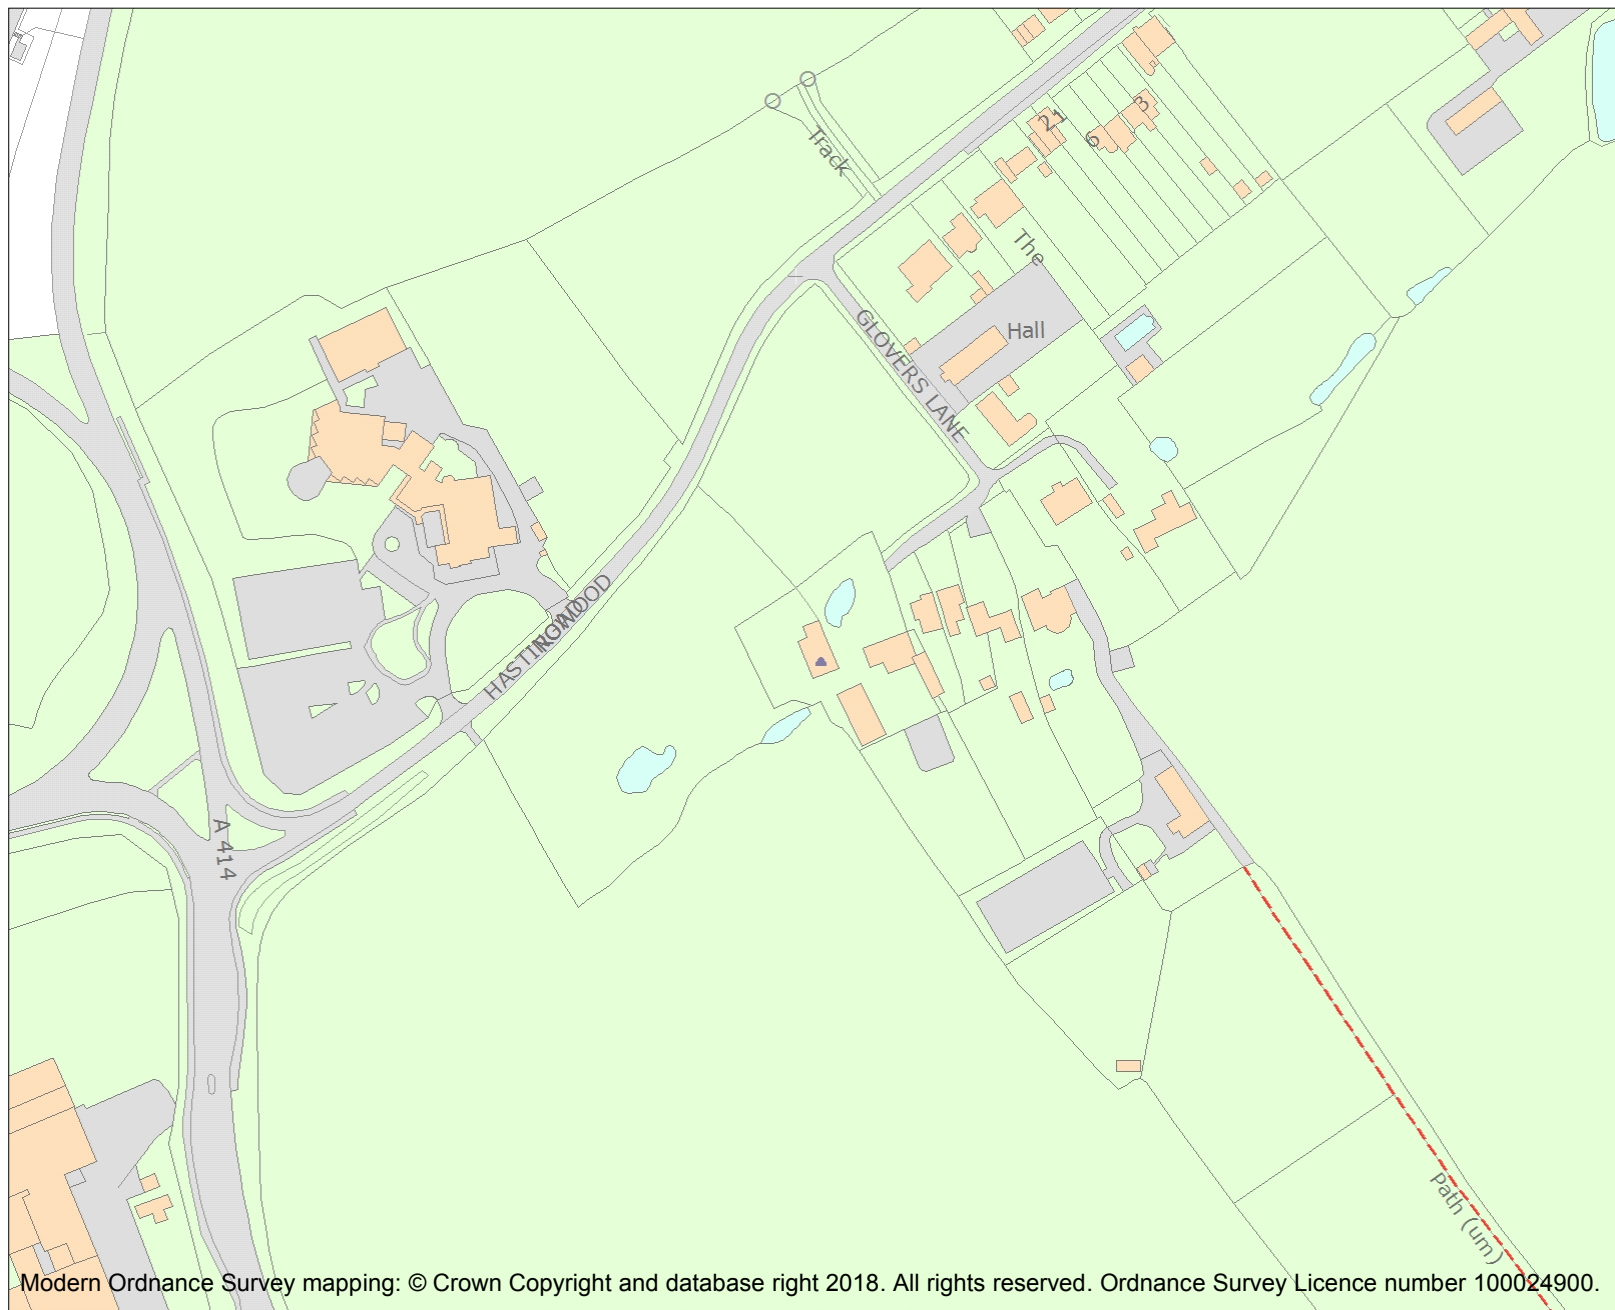 Track
21
6
3
The
Hall
GLOVERS LANE
HASTINGWOOD
ROAD
A 414
Path (um)
Modern Ordnance Survey mapping: © Crown Copyright and database right 2018. All rights reserved. Ordnance Survey Licence number 100024900.